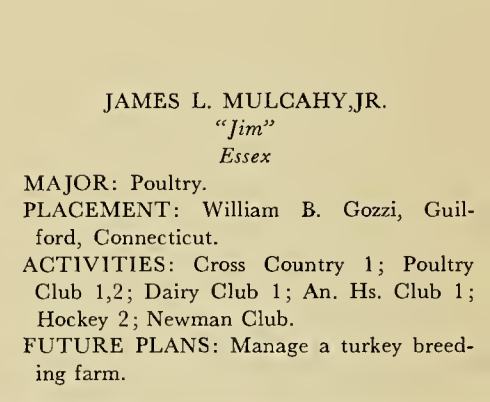 JAMES L. MULCAHY,JR.
“Jim”
Essex
MAJOR: Poultry.
PLACEMENT: William B. Gozzi, Guil-
ford, Connecticut.
ACTIVITIES: Cross Country 1; Poultry
Club 1,2; Dairy Club 1; An. Hs. Club 1;
Hockey 2; Newman Club.
FUTURE PLANS: Manage a turkey breed-
ing farm.